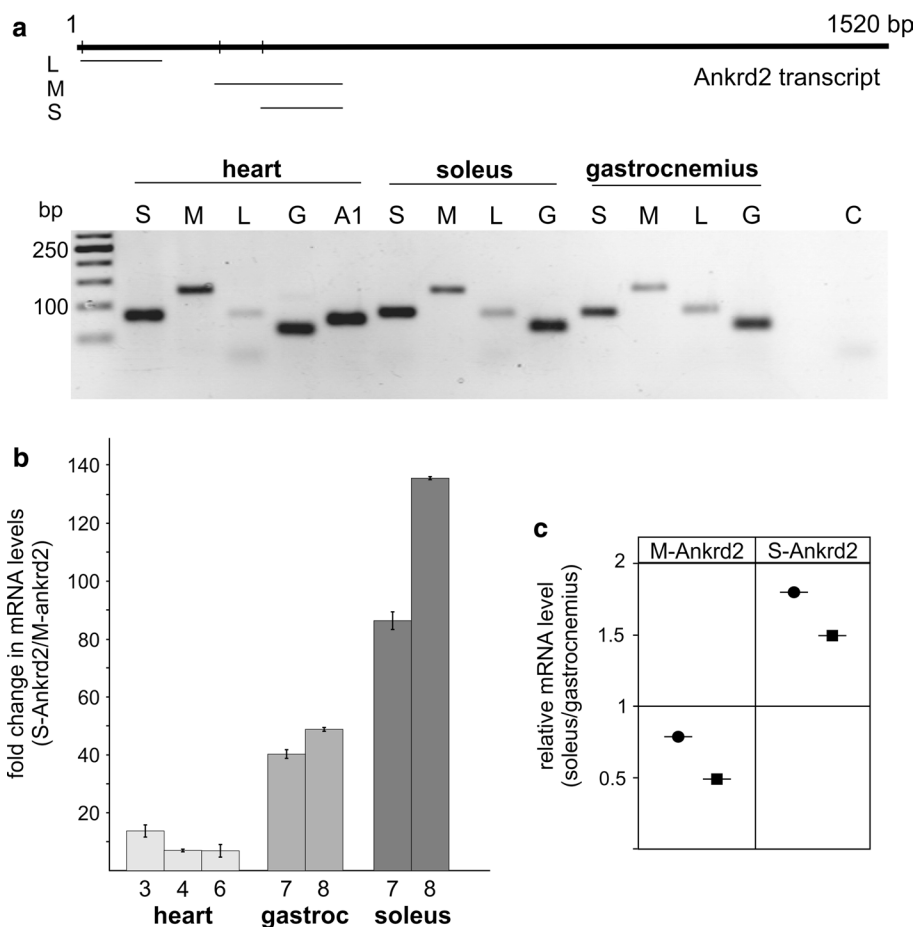 a
1 1520 bp
L
M
S
Ankrd2 transcript
heart soleus gastrocnemius
bp S M L G A1 S M L G S M L G C
250
100
b
fold change in mRNA levels
(S-Ankrd2/M-ankrd2)
140
120
100
80
60
40
20
3 4 6 7 8 7 8
heart gastroc soleus
c
M-Ankrd2 S-Ankrd2
relative mRNA level
(soleus/gastrocnemius)
2
1.5
1
0.5